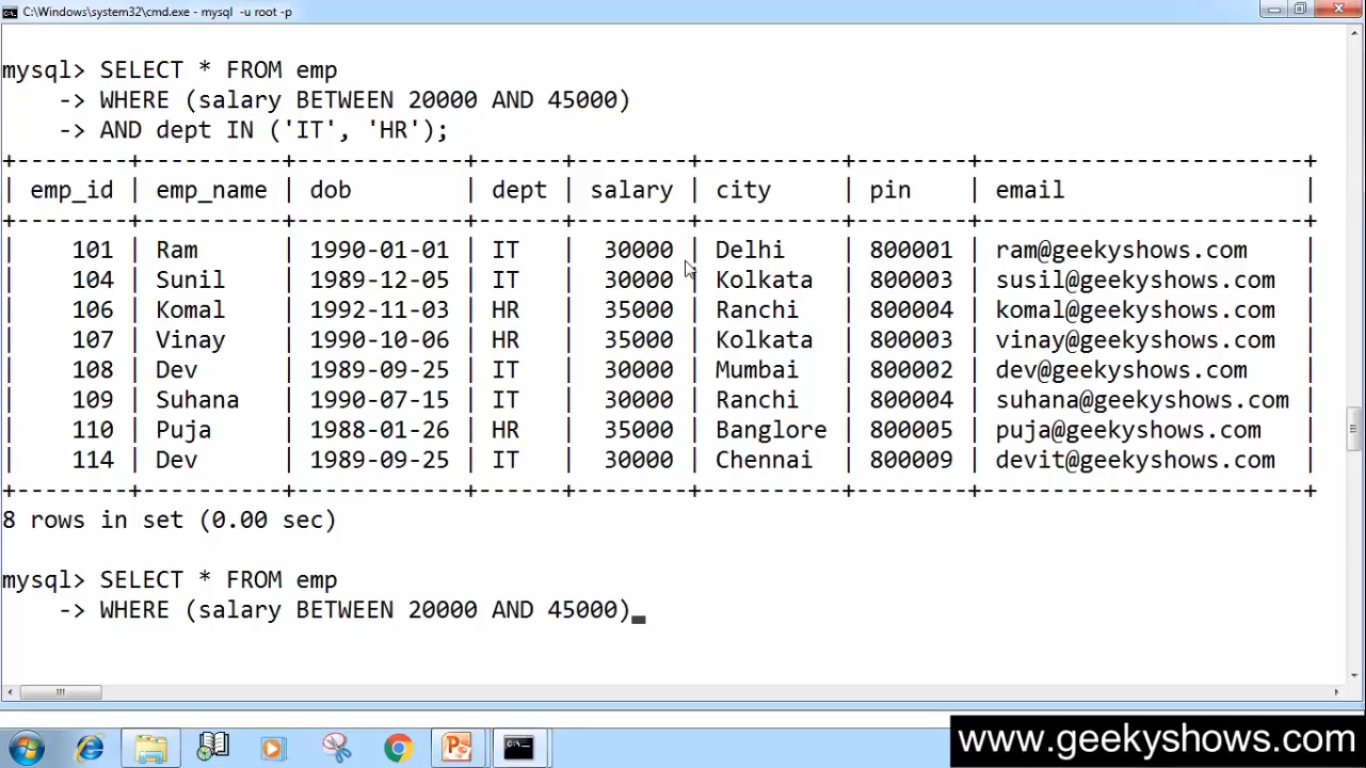 C:\Windows\system32\cmd.exe - mysql  -u root -p
mysql> SELECT * FROM emp
    -> WHERE (salary BETWEEN 20000 AND 45000)
    -> AND dept IN ('IT', 'HR');
+--------+----------+------------+------+--------+----------+--------+-----------------------+
| emp_id | emp_name | dob        | dept | salary | city     | pin    | email                 |
+--------+----------+------------+------+--------+----------+--------+-----------------------+
|    101 | Ram      | 1990-01-01 | IT   |  30000 | Delhi    | 800001 | ram@geekyshows.com    |
|    104 | Sunil    | 1989-12-05 | IT   |  30000 | Kolkata  | 800003 | susil@geekyshows.com  |
|    106 | Komal    | 1992-11-03 | HR   |  35000 | Ranchi   | 800004 | komal@geekyshows.com  |
|    107 | Vinay    | 1990-10-06 | HR   |  35000 | Kolkata  | 800003 | vinay@geekyshows.com  |
|    108 | Dev      | 1989-09-25 | IT   |  30000 | Mumbai   | 800002 | dev@geekyshows.com    |
|    109 | Suhana   | 1990-07-15 | IT   |  30000 | Ranchi   | 800004 | suhana@geekyshows.com |
|    110 | Puja     | 1988-01-26 | HR   |  35000 | Banglore | 800005 | puja@geekyshows.com   |
|    114 | Dev      | 1989-09-25 | IT   |  30000 | Chennai  | 800009 | devit@geekyshows.com  |
+--------+----------+------------+------+--------+----------+--------+-----------------------+
8 rows in set (0.00 sec)
mysql> SELECT * FROM emp
    -> WHERE (salary BETWEEN 20000 AND 45000)
www.geekyshows.com